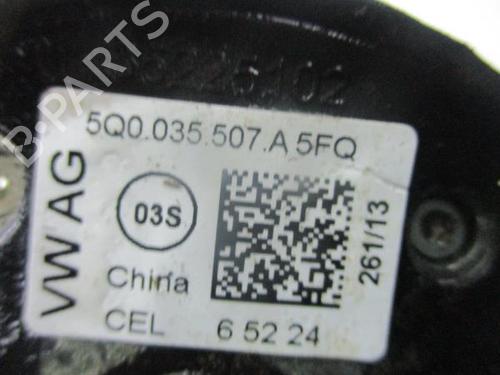 B-PARTS
5Q0.035.507.A 5FQ
VW AG
03S
261/13
China
CEL 6 52 24